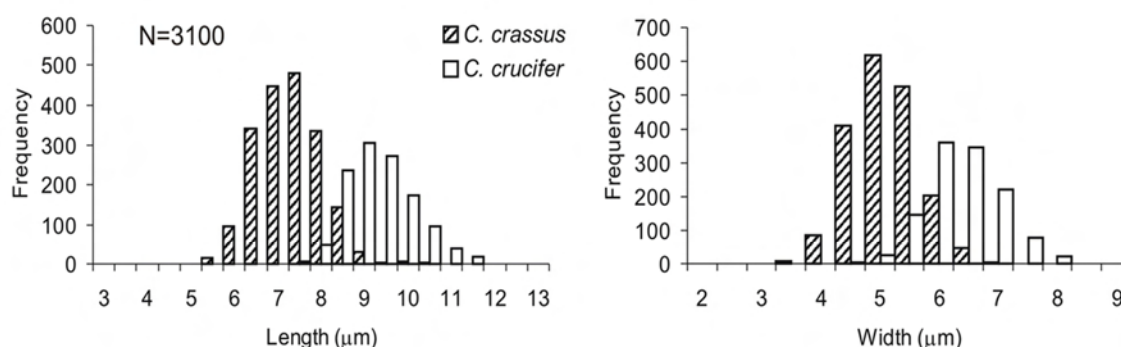 600
500
400
300
200
100
0
Frequency
N=3100
C. crassus
C. crucifer
3 4 5 6 7 8 9 10 11 12 13
Length (μm)
700
600
500
400
300
200
100
0
Frequency
2 3 4 5 6 7 8 9
Width (μm)